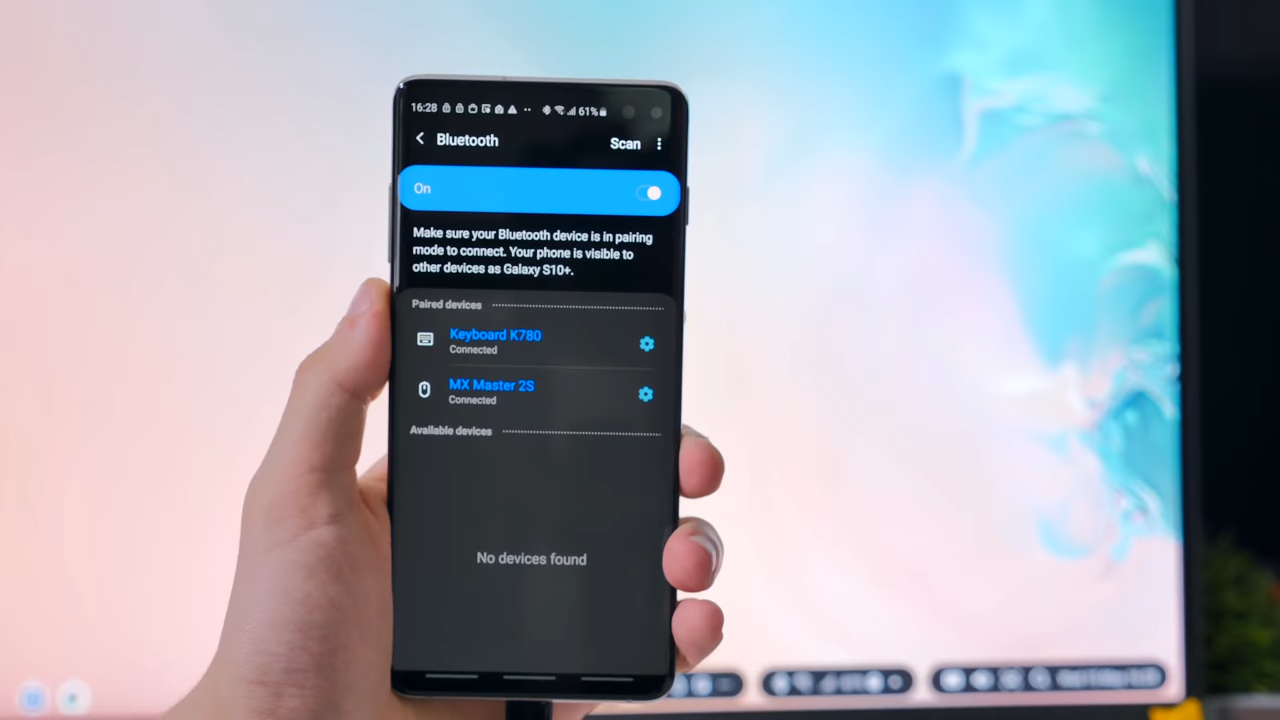 16:28 61%
Bluetooth Scan
On
Make sure your Bluetooth device is in pairing
mode to connect. Your phone is visible to
other devices as Galaxy S10+.
Paired devices
Keyboard K780
Connected
MX Master 2S
Connected
Available devices
No devices found